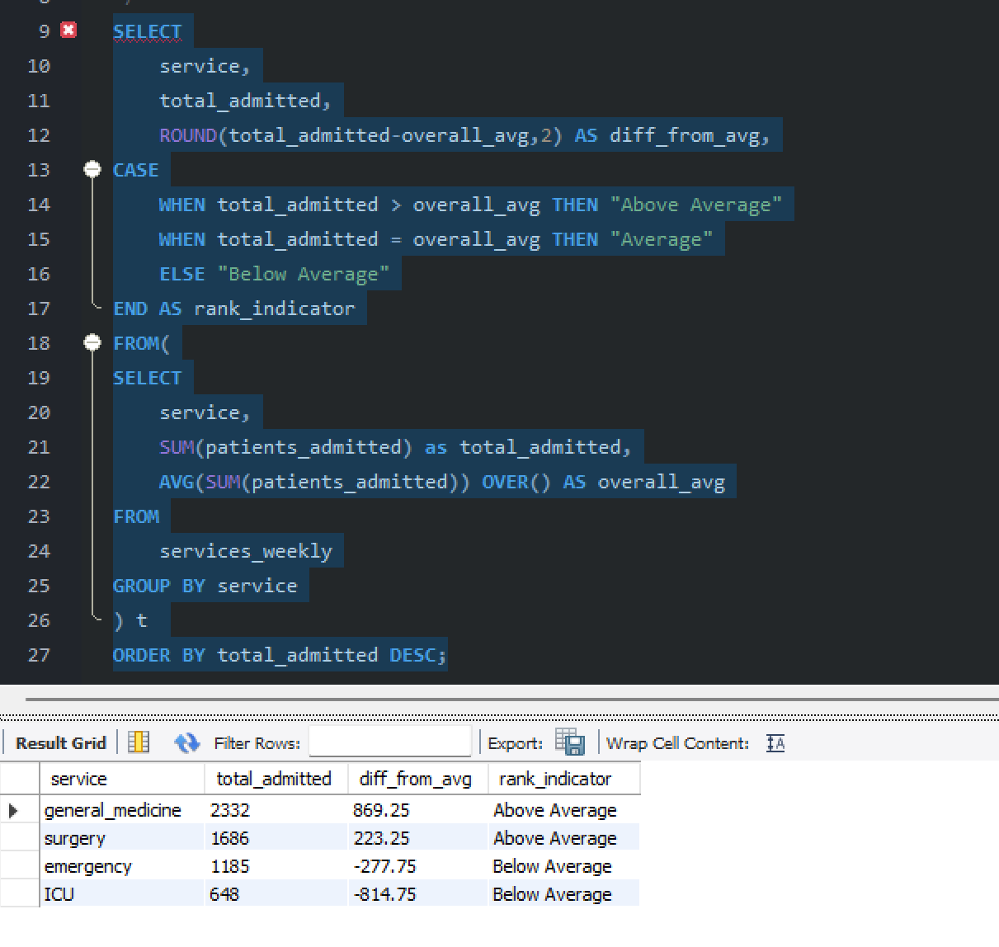 9 SELECT
10 service,
11 total_admitted,
12 ROUND(total_admitted-overall_avg,2) AS diff_from_avg,
13 CASE
14 WHEN total_admitted > overall_avg THEN "Above Average"
15 WHEN total_admitted = overall_avg THEN "Average"
16 ELSE "Below Average"
17 END AS rank_indicator
18 FROM(
19 SELECT
20 service,
21 SUM(patients_admitted) as total_admitted,
22 AVG(SUM(patients_admitted)) OVER() AS overall_avg
23 FROM
24 services_weekly
25 GROUP BY service
26 ) t
27 ORDER BY total_admitted DESC;
Result Grid Filter Rows: Export: Wrap Cell Content:
service total_admitted diff_from_avg rank_indicator
general_medicine 2332 869.25 Above Average
surgery 1686 223.25 Above Average
emergency 1185 -277.75 Below Average
ICU 648 -814.75 Below Average